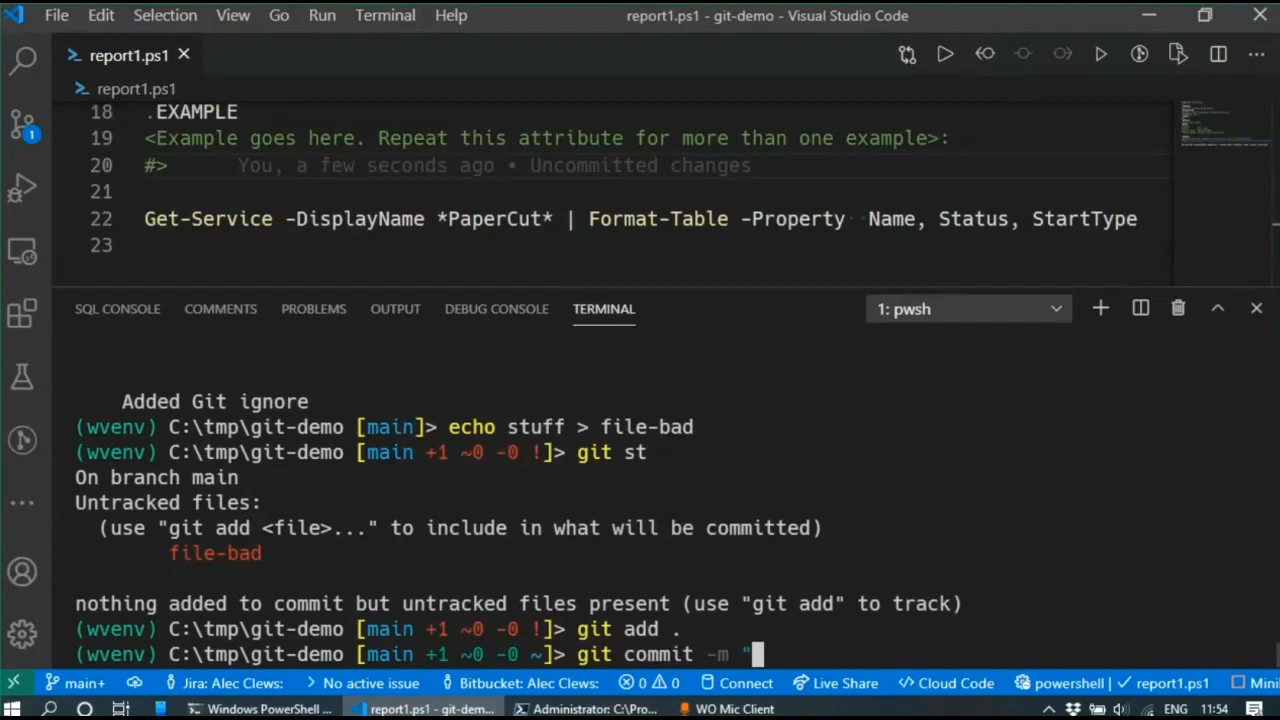 File Edit Selection View Go Run Terminal Help report1.ps1 - git-demo - Visual Studio Code
report1.ps1
report1.ps1
18 .EXAMPLE
19 <Example goes here. Repeat this attribute for more than one example>:
1
20 #> You, a few seconds ago • Uncommitted changes
21
22 Get-Service -DisplayName *PaperCut* | Format-Table -Property Name, Status, StartType
23
SQL CONSOLE COMMENTS PROBLEMS OUTPUT DEBUG CONSOLE TERMINAL 1: pwsh
Added Git ignore
(wvenv) C:\tmp\git-demo [main]> echo stuff > file-bad
(wvenv) C:\tmp\git-demo [main +1 ~0 -0 !]> git st
On branch main
Untracked files:
(use "git add <file>..." to include in what will be committed)
file-bad
nothing added to commit but untracked files present (use "git add" to track)
(wvenv) C:\tmp\git-demo [main +1 ~0 -0 !]> git add .
(wvenv) C:\tmp\git-demo [main +1 ~0 -0 ~]> git commit -m "
main+ Jira: Alec Clews: No active issue Bitbucket: Alec Clews: 0 0 Connect Live Share Cloud Code powershell | report1.ps1 Mini
Windows PowerShell ... report1.ps1 - git-dem... Administrator: C:\Pro... WO Mic Client ENG 11:54